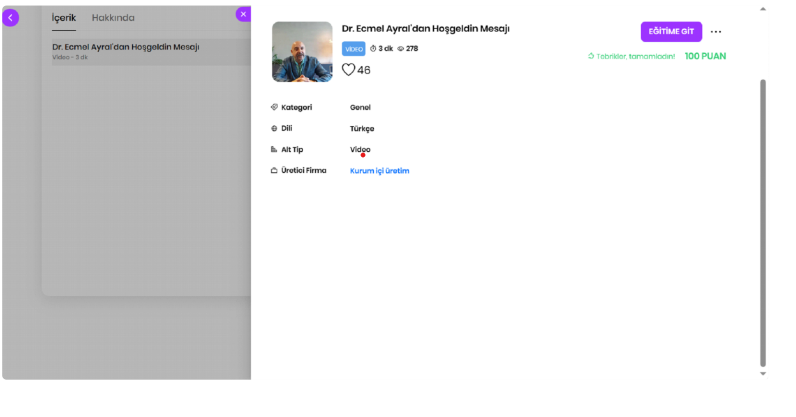 İçerik Hakkında
Dr. Ecmel Ayral'dan Hoşgeldin Mesajı
Video - 3 dk
Dr. Ecmel Ayral'dan Hoşgeldin Mesajı
VİDEO 3 dk 278
46
EĞİTİME GİT ...
Tebrikler, tamamladın! 100 PUAN
Kategori Genel
Dili Türkçe
Alt Tip Video
Üretici Firma Kurum içi üretim